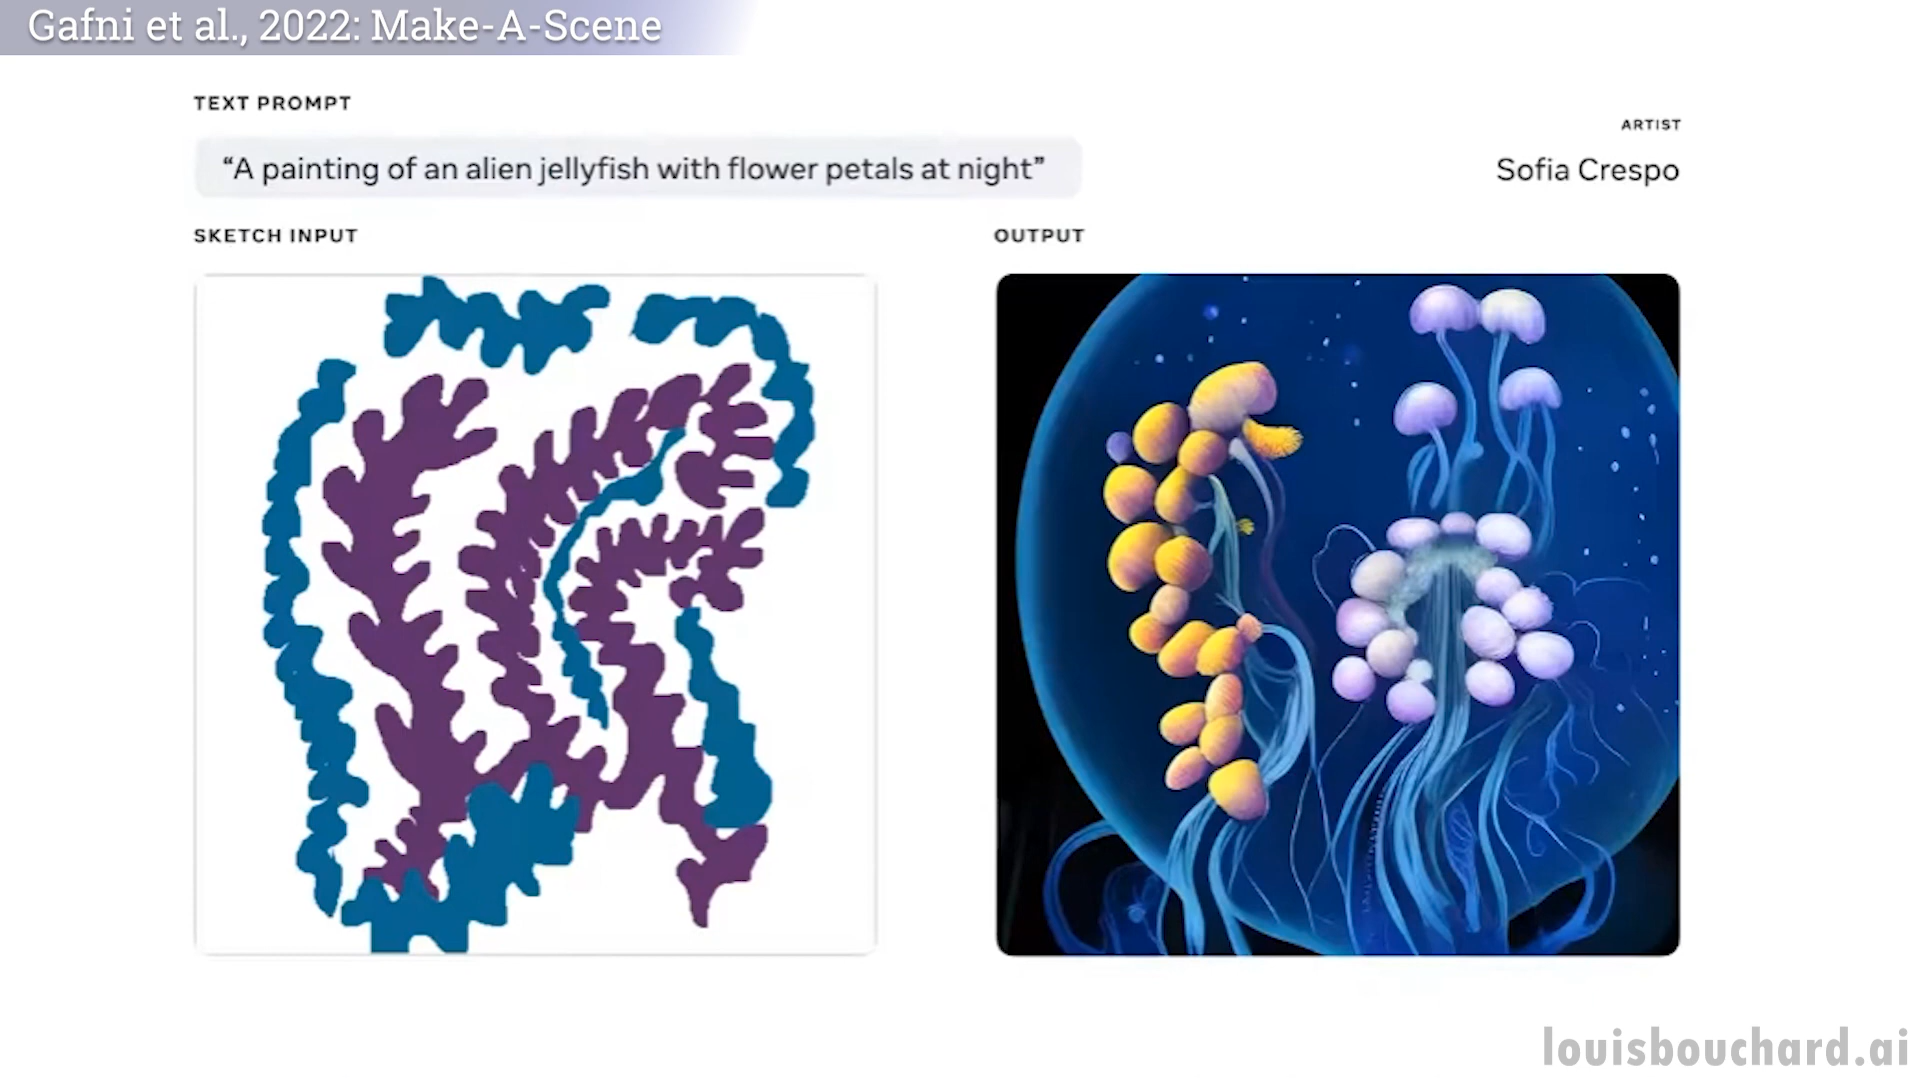 Gafni et al., 2022: Make-A-Scene
TEXT PROMPT
“A painting of an alien jellyfish with flower petals at night”
ARTIST
Sofia Crespo
SKETCH INPUT
OUTPUT
louisbouchard.ai